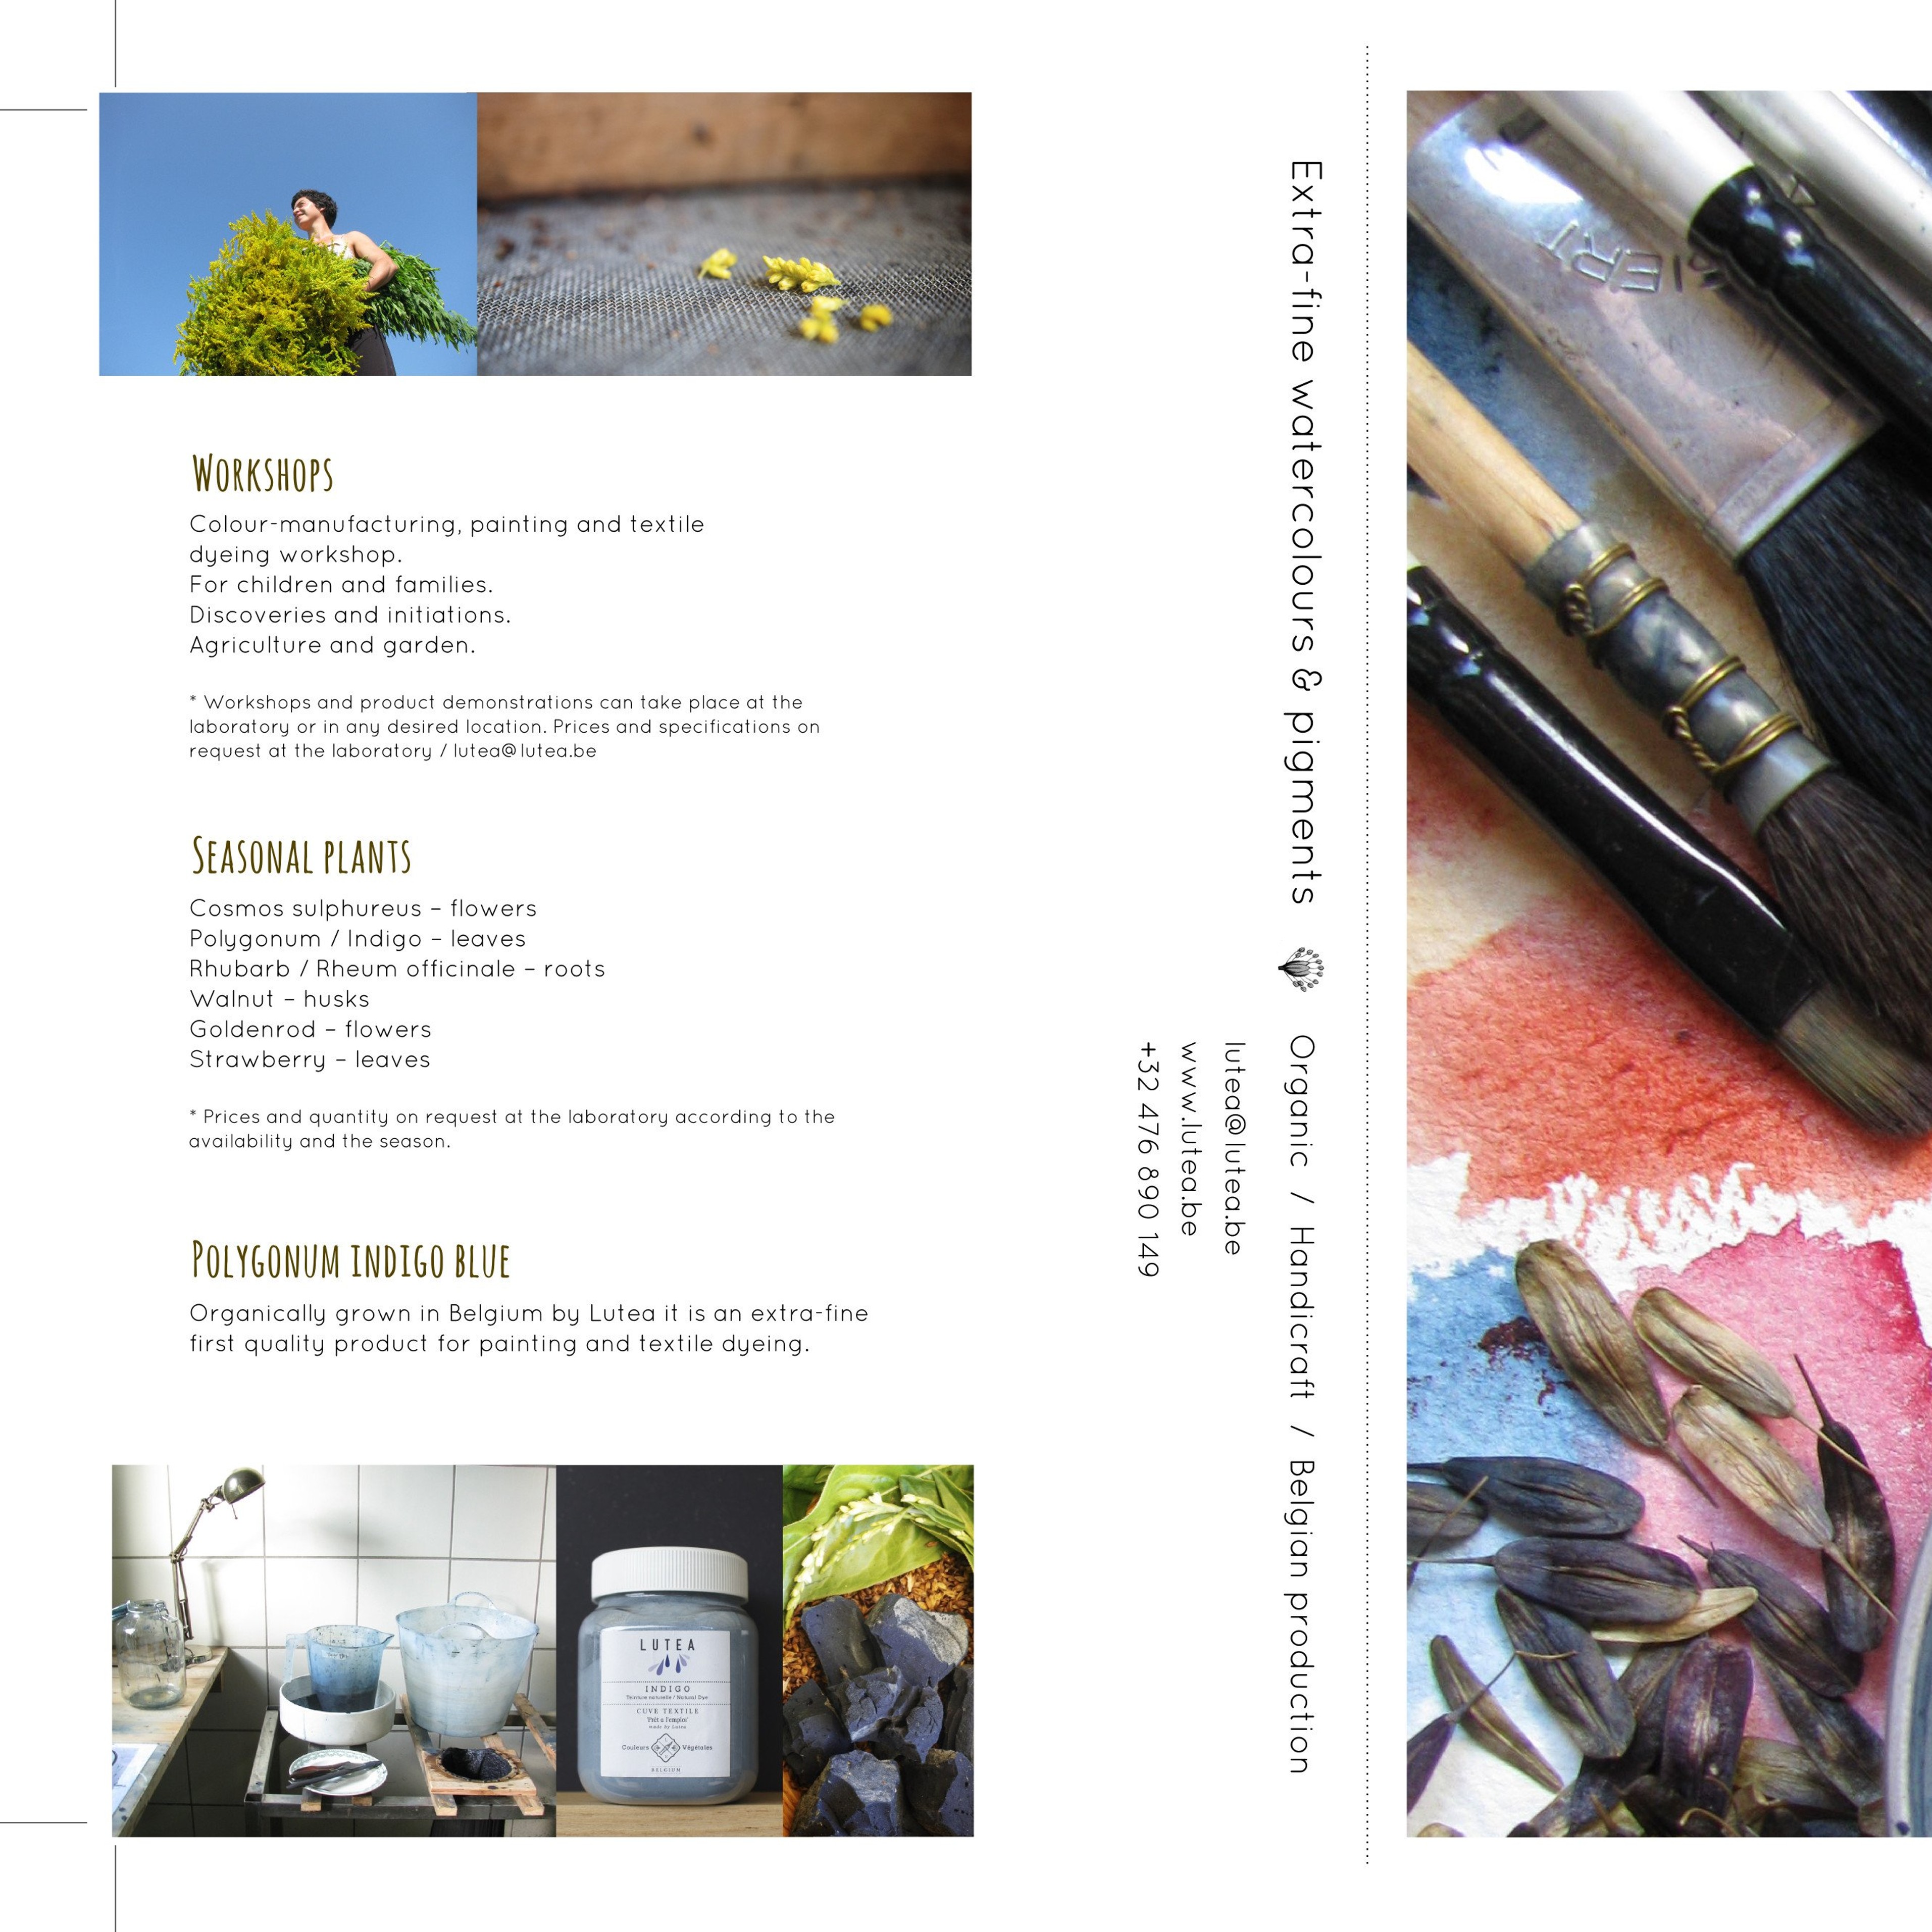 Workshops
Colour-manufacturing, painting and textile
dyeing workshop.
For children and families.
Discoveries and initiations.
Agriculture and garden.
* Workshops and product demonstrations can take place at the
laboratory or in any desired location. Prices and specifications on
request at the laboratory / lutea@lutea.be
Seasonal plants
Cosmos sulphureus – flowers
Polygonum / Indigo – leaves
Rhubarb / Rheum officinale – roots
Walnut – husks
Goldenrod – flowers
Strawberry – leaves
* Prices and quantity on request at the laboratory according to the
availability and the season.
Polygonum indigo blue
Organically grown in Belgium by Lutea it is an extra-fine
first quality product for painting and textile dyeing.
LUTEA
INDIGO
Teinture naturelle / Natural Dye
CUVE TEXTILE
'Prêt a l'emploi'
made by Lutea
Couleurs Végétales
BELGIUM
Extra-fine watercolours & pigments Organic / Handicraft / Belgian production
lutea@lutea.be
www.lutea.be
+32 476 890 149